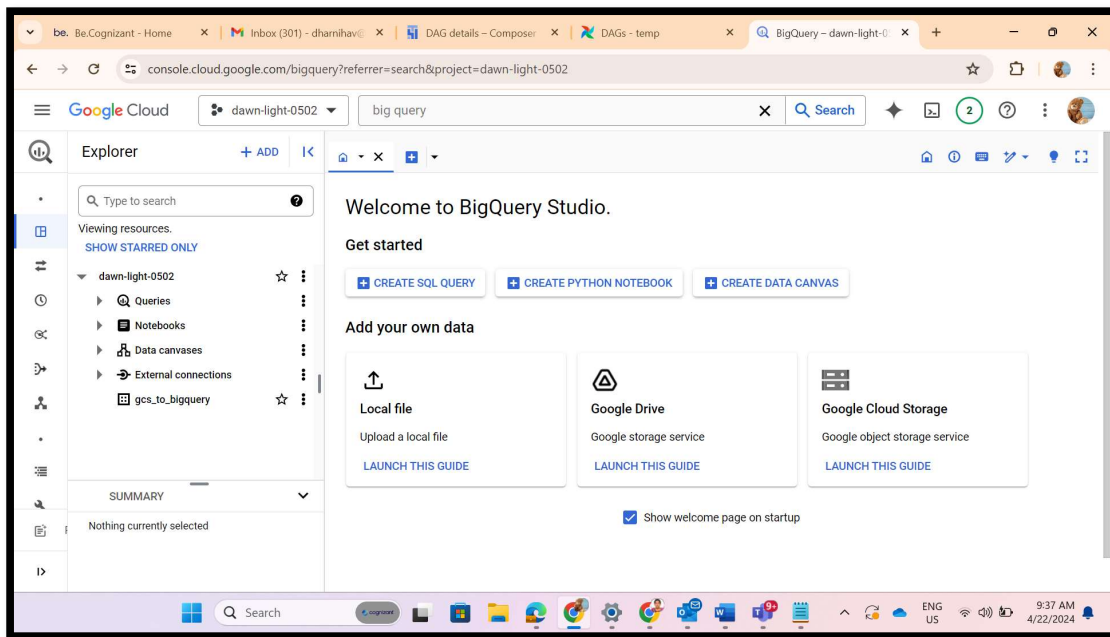 be. Be.Cognizant - Home
Inbox (301) - dharnihav@
DAG details – Composer
DAGs - temp
BigQuery – dawn-light-0
console.cloud.google.com/bigquery?referrer=search&project=dawn-light-0502
Google Cloud
dawn-light-0502
big query
Search
2
Explorer
+ ADD
Type to search
Viewing resources.
SHOW STARRED ONLY
dawn-light-0502
Queries
Notebooks
Data canvases
External connections
gcs_to_bigquery
SUMMARY
Nothing currently selected
Welcome to BigQuery Studio.
Get started
CREATE SQL QUERY
CREATE PYTHON NOTEBOOK
CREATE DATA CANVAS
Add your own data
Local file
Upload a local file
LAUNCH THIS GUIDE
Google Drive
Google storage service
LAUNCH THIS GUIDE
Google Cloud Storage
Google object storage service
LAUNCH THIS GUIDE
Show welcome page on startup
Search
cognizant
9+
ENG
US
9:37 AM
4/22/2024